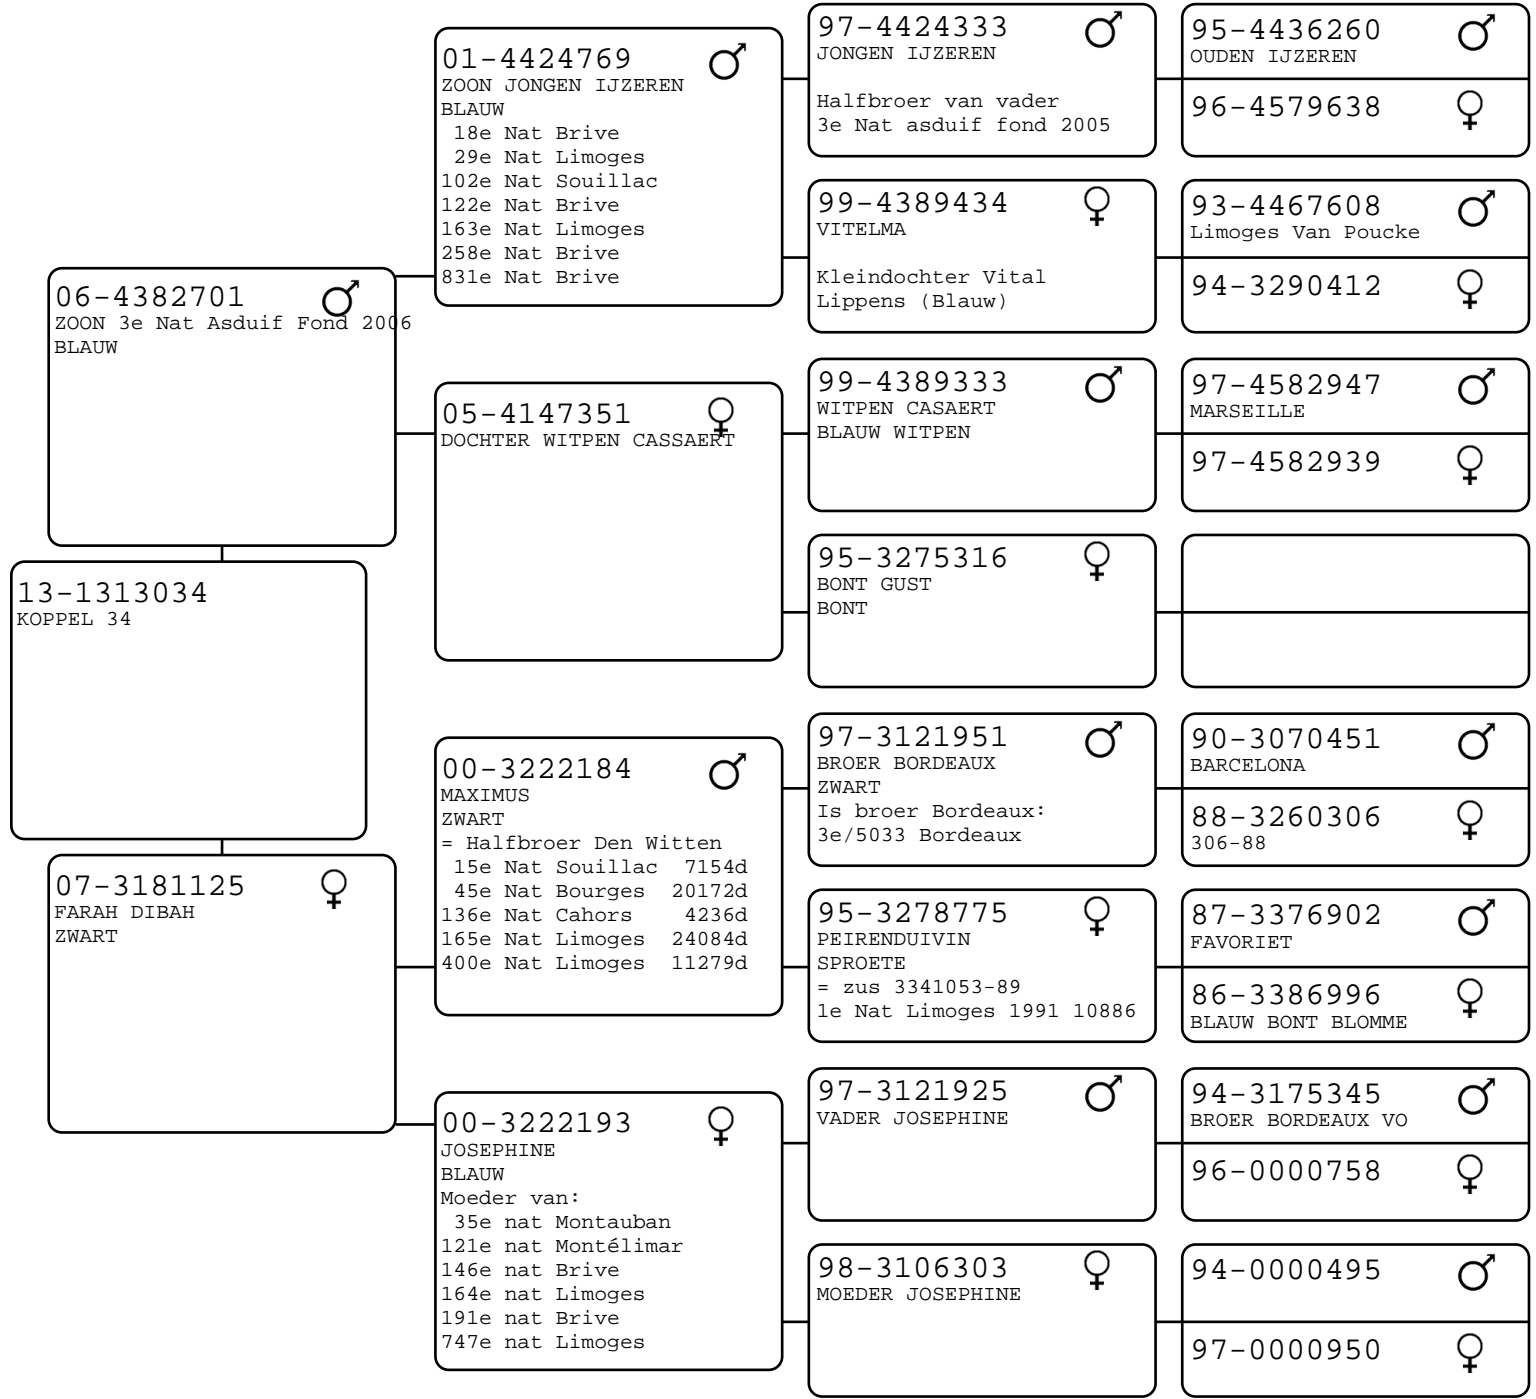 13-1313034
KOPPEL 34
06-4382701
ZOON 3e Nat Asduif Fond 2006
BLAUW
07-3181125
FARAH DIBAH
ZWART
01-4424769
ZOON JONGEN IJZEREN
BLAUW
18e Nat Brive
29e Nat Limoges
102e Nat Souillac
122e Nat Brive
163e Nat Limoges
258e Nat Brive
831e Nat Brive
05-4147351
DOCHTER WITPEN CASSAERT
00-3222184
MAXIMUS
ZWART
= Halfbroer Den Witten
15e Nat Souillac 7154d
45e Nat Bourges 20172d
136e Nat Cahors 4236d
165e Nat Limoges 24084d
400e Nat Limoges 11279d
00-3222193
JOSEPHINE
BLAUW
Moeder van:
35e nat Montauban
121e nat Montélimar
146e nat Brive
164e nat Limoges
191e nat Brive
747e nat Limoges
97-4424333
JONGEN IJZEREN
Halfbroer van vader
3e Nat asduif fond 2005
99-4389434
VITELMA
Kleindochter Vital
Lippens (Blauw)
99-4389333
WITPEN CASAERT
BLAUW WITPEN
95-3275316
BONT GUST
BONT
97-3121951
BROER BORDEAUX
ZWART
Is broer Bordeaux:
3e/5033 Bordeaux
95-3278775
PEIRENDUIVIN
SPROETE
= zus 3341053-89
1e Nat Limoges 1991 10886
97-3121925
VADER JOSEPHINE
98-3106303
MOEDER JOSEPHINE
95-4436260
OUDEN IJZEREN
96-4579638
93-4467608
Limoges Van Poucke
94-3290412
97-4582947
MARSEILLE
97-4582939
90-3070451
BARCELONA
88-3260306
306-88
87-3376902
FAVORIET
86-3386996
BLAUW BONT BLOMME
94-3175345
BROER BORDEAUX VO
96-0000758
94-0000495
97-0000950